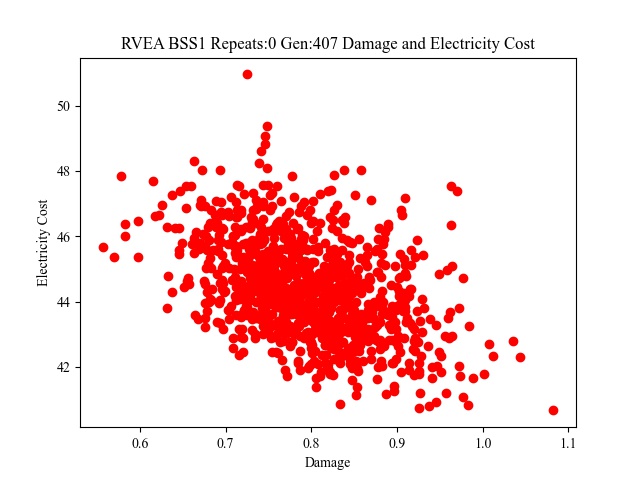 RVEA BSS1 Repeats:0 Gen:407 Damage and Electricity Cost
50
48
46
44
42
Electricity Cost
0.6 0.7 0.8 0.9 1.0 1.1
Damage